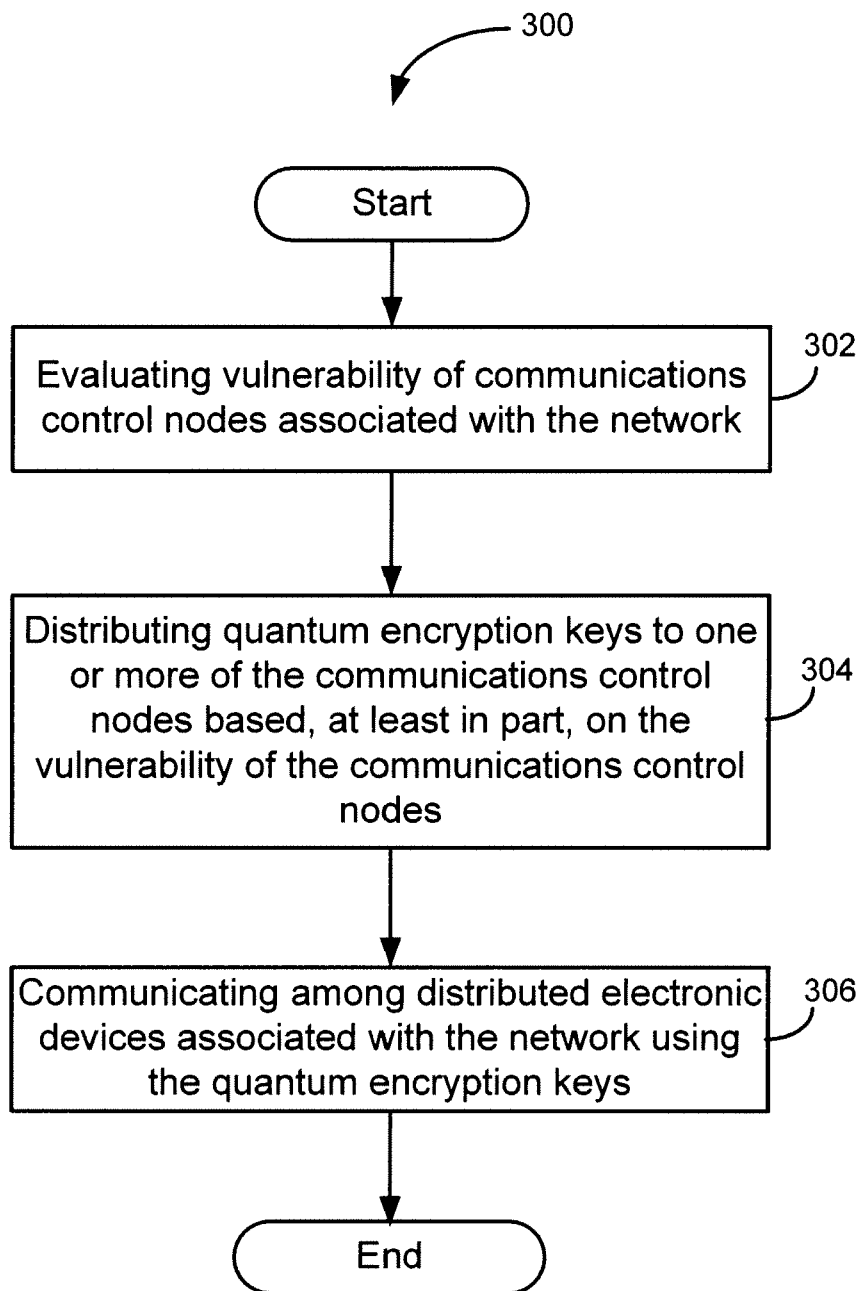 300
Start
302
Evaluating vulnerability of communications
control nodes associated with the network
Distributing quantum encryption keys to one
or more of the communications control
nodes based, at least in part, on the
vulnerability of the communications control
nodes
304
Communicating among distributed electronic
devices associated with the network using
the quantum encryption keys
306
End